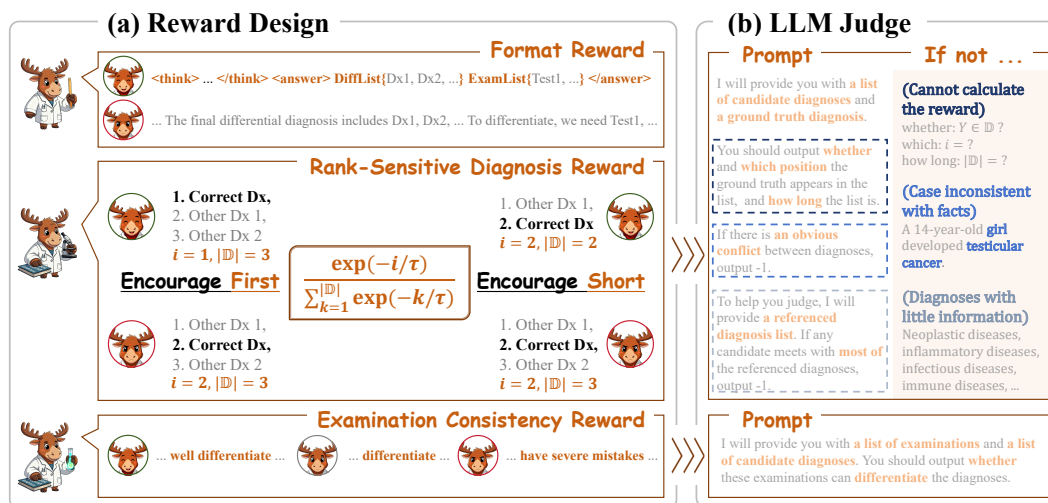 (a) Reward Design
Format Reward
<think> ... </think> <answer> DiffList{Dx1, Dx2, ...} ExamList{Test1, ...} </answer>
... The final differential diagnosis includes Dx1, Dx2, ... To differentiate, we need Test1, ...
Rank-Sensitive Diagnosis Reward
1. Correct Dx,
2. Other Dx 1,
3. Other Dx 2
i = 1, |𝔻| = 3
1. Other Dx 1,
2. Correct Dx
i = 2, |𝔻| = 2
Encourage First
exp(−i/τ)
∑_{k=1}^{|𝔻|} exp(−k/τ)
Encourage Short
1. Other Dx 1,
2. Correct Dx,
3. Other Dx 2
i = 2, |𝔻| = 3
1. Other Dx 1,
2. Correct Dx,
3. Other Dx 2
i = 2, |𝔻| = 3
Examination Consistency Reward
... well differentiate ...
... differentiate ...
... have severe mistakes ...
(b) LLM Judge
Prompt
I will provide you with a list
of candidate diagnoses and
a ground truth diagnosis.
You should output whether
and which position the
ground truth appears in the
list, and how long the list is.
If there is an obvious
conflict between diagnoses,
output -1.
To help you judge, I will
provide a referenced
diagnosis list. If any
candidate meets with most of
the referenced diagnoses,
output -1.
If not ...
(Cannot calculate
the reward)
whether: Y ∈ 𝔻 ?
which: i = ?
how long: |𝔻| = ?
(Case inconsistent
with facts)
A 14-year-old girl
developed testicular
cancer.
(Diagnoses with
little information)
Neoplastic diseases,
inflammatory diseases,
infectious diseases,
immune diseases, ...
Prompt
I will provide you with a list of examinations and a list
of candidate diagnoses. You should output whether
these examinations can differentiate the diagnoses.